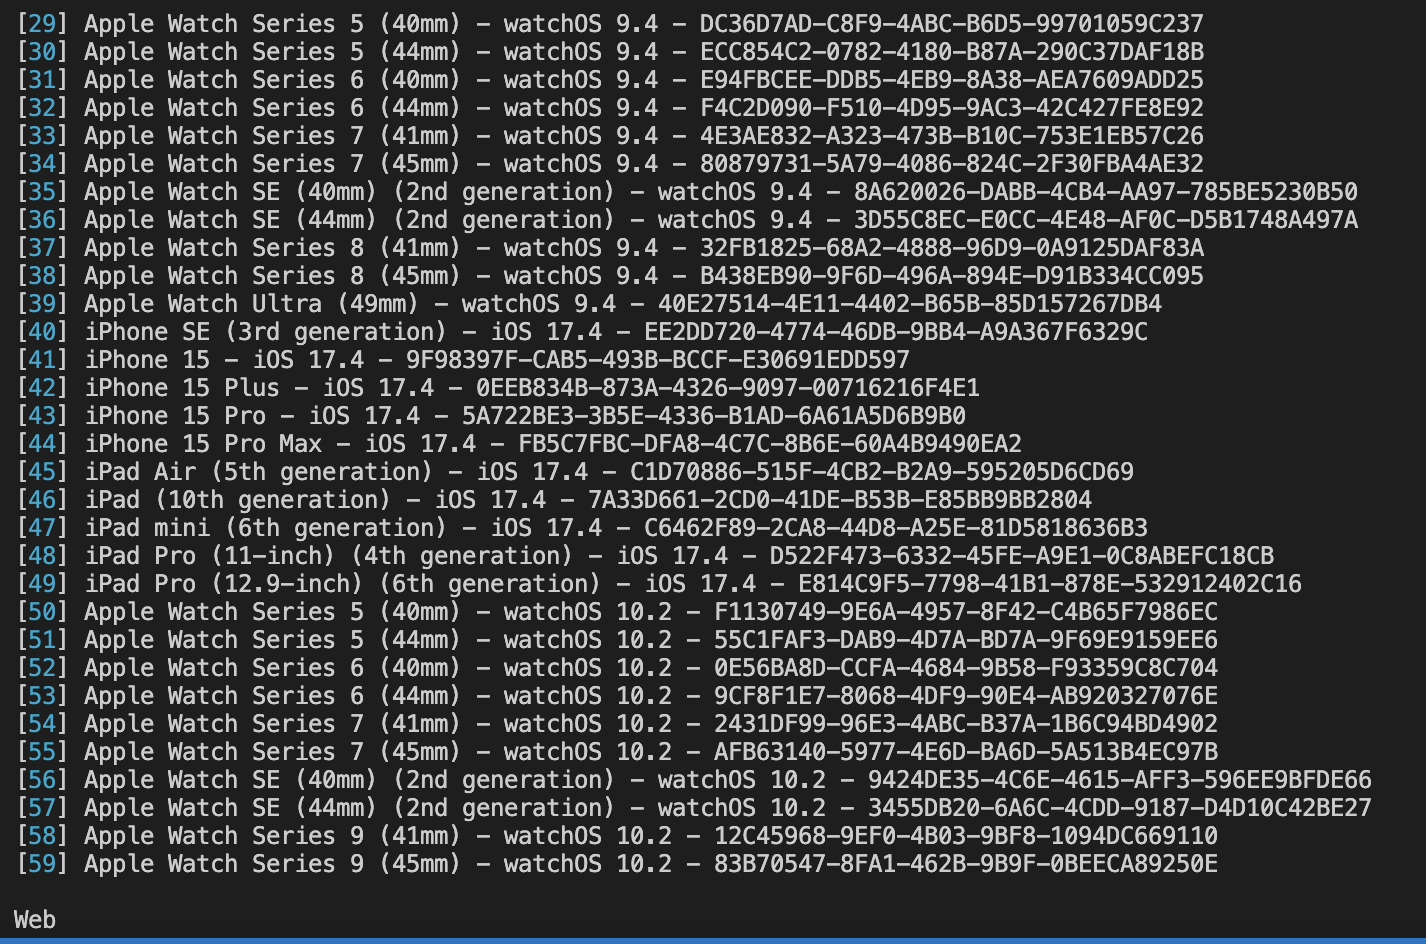 [29] Apple Watch Series 5 (40mm) - watchOS 9.4 - DC36D7AD-C8F9-4ABC-B6D5-99701059C237
[30] Apple Watch Series 5 (44mm) - watchOS 9.4 - ECC854C2-0782-4180-B87A-290C37DAF18B
[31] Apple Watch Series 6 (40mm) - watchOS 9.4 - E94FBCEE-DDB5-4EB9-8A38-AEA7609ADD25
[32] Apple Watch Series 6 (44mm) - watchOS 9.4 - F4C2D090-F510-4D95-9AC3-42C427FE8E92
[33] Apple Watch Series 7 (41mm) - watchOS 9.4 - 4E3AE832-A323-473B-B10C-753E1EB57C26
[34] Apple Watch Series 7 (45mm) - watchOS 9.4 - 80879731-5A79-4086-824C-2F30FBA4AE32
[35] Apple Watch SE (40mm) (2nd generation) - watchOS 9.4 - 8A620026-DABB-4CB4-AA97-785BE5230B50
[36] Apple Watch SE (44mm) (2nd generation) - watchOS 9.4 - 3D55C8EC-E0CC-4E48-AF0C-D5B1748A497A
[37] Apple Watch Series 8 (41mm) - watchOS 9.4 - 32FB1825-68A2-4888-96D9-0A9125DAF83A
[38] Apple Watch Series 8 (45mm) - watchOS 9.4 - B438EB90-9F6D-496A-894E-D91B334CC095
[39] Apple Watch Ultra (49mm) - watchOS 9.4 - 40E27514-4E11-4402-B65B-85D157267DB4
[40] iPhone SE (3rd generation) - iOS 17.4 - EE2DD720-4774-46DB-9BB4-A9A367F6329C
[41] iPhone 15 - iOS 17.4 - 9F98397F-CAB5-493B-BCCF-E30691EDD597
[42] iPhone 15 Plus - iOS 17.4 - 0EEB834B-873A-4326-9097-00716216F4E1
[43] iPhone 15 Pro - iOS 17.4 - 5A722BE3-3B5E-4336-B1AD-6A61A5D6B9B0
[44] iPhone 15 Pro Max - iOS 17.4 - FB5C7FBC-DFA8-4C7C-8B6E-60A4B9490EA2
[45] iPad Air (5th generation) - iOS 17.4 - C1D70886-515F-4CB2-B2A9-595205D6CD69
[46] iPad (10th generation) - iOS 17.4 - 7A33D661-2CD0-41DE-B53B-E85BB9BB2804
[47] iPad mini (6th generation) - iOS 17.4 - C6462F89-2CA8-44D8-A25E-81D5818636B3
[48] iPad Pro (11-inch) (4th generation) - iOS 17.4 - D522F473-6332-45FE-A9E1-0C8ABEFC18CB
[49] iPad Pro (12.9-inch) (6th generation) - iOS 17.4 - E814C9F5-7798-41B1-878E-532912402C16
[50] Apple Watch Series 5 (40mm) - watchOS 10.2 - F1130749-9E6A-4957-8F42-C4B65F7986EC
[51] Apple Watch Series 5 (44mm) - watchOS 10.2 - 55C1FAF3-DAB9-4D7A-BD7A-9F69E9159EE6
[52] Apple Watch Series 6 (40mm) - watchOS 10.2 - 0E56BA8D-CCFA-4684-9B58-F93359C8C704
[53] Apple Watch Series 6 (44mm) - watchOS 10.2 - 9CF8F1E7-8068-4DF9-90E4-AB920327076E
[54] Apple Watch Series 7 (41mm) - watchOS 10.2 - 2431DF99-96E3-4ABC-B37A-1B6C94BD4902
[55] Apple Watch Series 7 (45mm) - watchOS 10.2 - AFB63140-5977-4E6D-BA6D-5A513B4EC97B
[56] Apple Watch SE (40mm) (2nd generation) - watchOS 10.2 - 9424DE35-4C6E-4615-AFF3-596EE9BFDE66
[57] Apple Watch SE (44mm) (2nd generation) - watchOS 10.2 - 3455DB20-6A6C-4CDD-9187-D4D10C42BE27
[58] Apple Watch Series 9 (41mm) - watchOS 10.2 - 12C45968-9EF0-4B03-9BF8-1094DC669110
[59] Apple Watch Series 9 (45mm) - watchOS 10.2 - 83B70547-8FA1-462B-9B9F-0BEECA89250E
Web